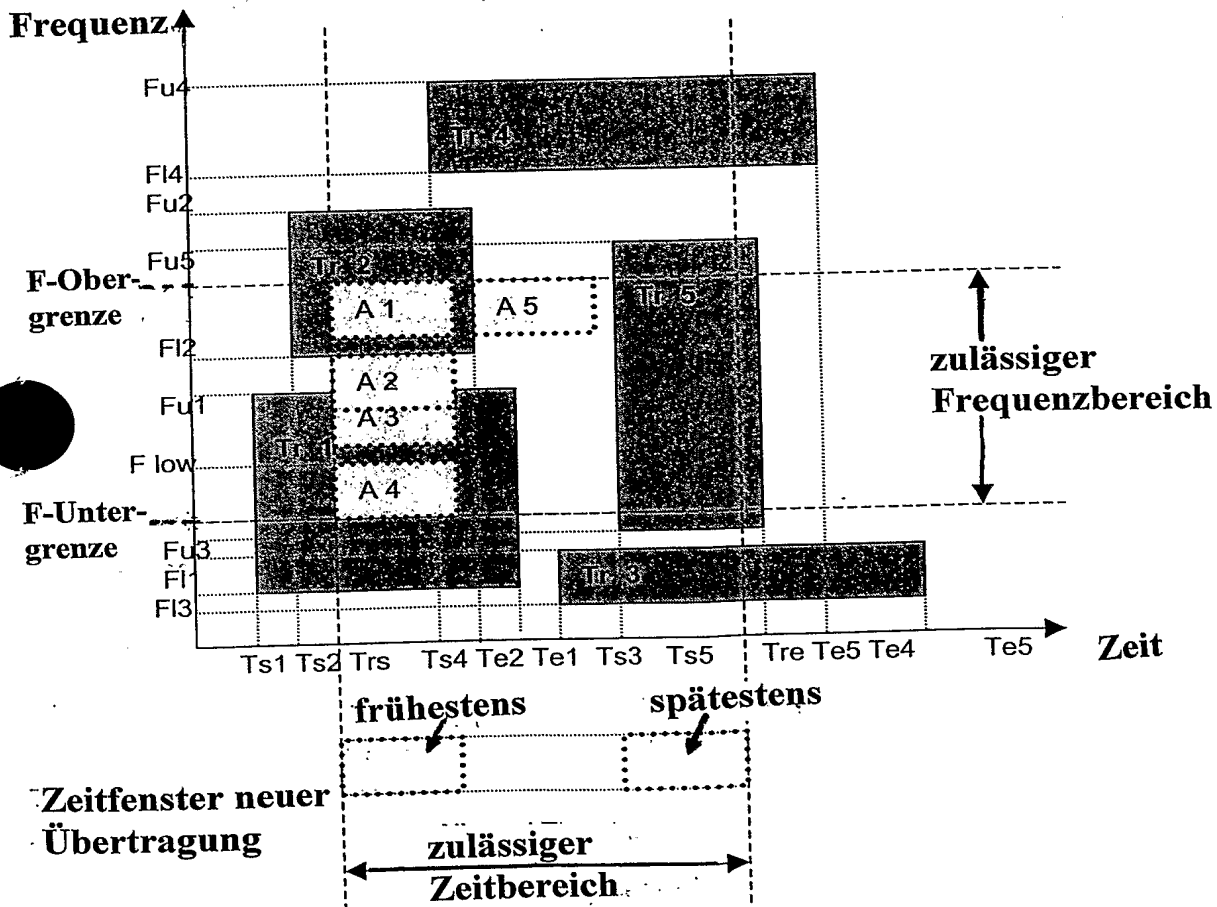 Frequenz
Fu4
Tr 4
Fl4
Fu2
Fu5
Tr 2
F-Ober-
grenze
A 1
A 5
Tr 5
Fl2
zulässiger
Frequenzbereich
A 2
Fu1
A 3
Tr 1
F low
A 4
F-Unter-
grenze
Fu3
Fl1
Tr 3
Fl3
Ts1 Ts2 Trs Ts4 Te2 Te1 Ts3 Ts5 Tre Te5 Te4 Te5
Zeit
frühestens
spätestens
Zeitfenster neuer
Übertragung
zulässiger
Zeitbereich